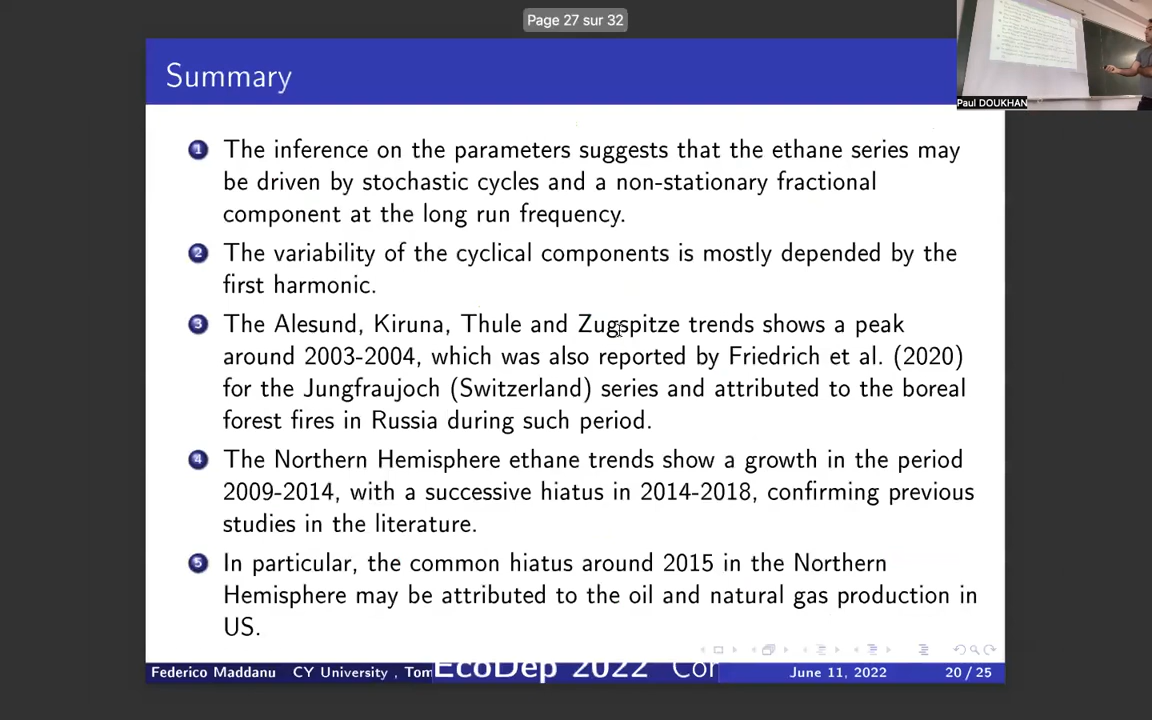 Page 27 sur 32
Summary
Paul DOUKHAN
1 The inference on the parameters suggests that the ethane series may
be driven by stochastic cycles and a non-stationary fractional
component at the long run frequency.
2 The variability of the cyclical components is mostly depended by the
first harmonic.
3 The Alesund, Kiruna, Thule and Zugspitze trends shows a peak
around 2003-2004, which was also reported by Friedrich et al. (2020)
for the Jungfraujoch (Switzerland) series and attributed to the boreal
forest fires in Russia during such period.
4 The Northern Hemisphere ethane trends show a growth in the period
2009-2014, with a successive hiatus in 2014-2018, confirming previous
studies in the literature.
5 In particular, the common hiatus around 2015 in the Northern
Hemisphere may be attributed to the oil and natural gas production in
US.
Federico Maddanu CY University , Tom EcoDep 2022 Con June 11, 2022 20 / 25